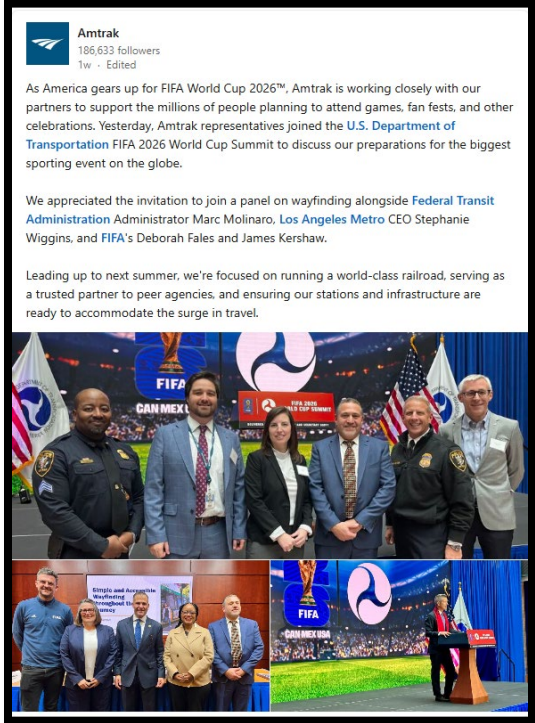 Amtrak
186,633 followers
1w · Edited
As America gears up for FIFA World Cup 2026™, Amtrak is working closely with our
partners to support the millions of people planning to attend games, fan fests, and other
celebrations. Yesterday, Amtrak representatives joined the U.S. Department of
Transportation FIFA 2026 World Cup Summit to discuss our preparations for the biggest
sporting event on the globe.
We appreciated the invitation to join a panel on wayfinding alongside Federal Transit
Administration Administrator Marc Molinaro, Los Angeles Metro CEO Stephanie
Wiggins, and FIFA's Deborah Fales and James Kershaw.
Leading up to next summer, we're focused on running a world-class railroad, serving as
a trusted partner to peer agencies, and ensuring our stations and infrastructure are
ready to accommodate the surge in travel.
FIFA
CAN MEX U
FIFA 2026
WORLD CUP SUMMIT
Simple and Accessible
Wayfinding
Throughout the
Journey
FIFA
CAN MEX USA